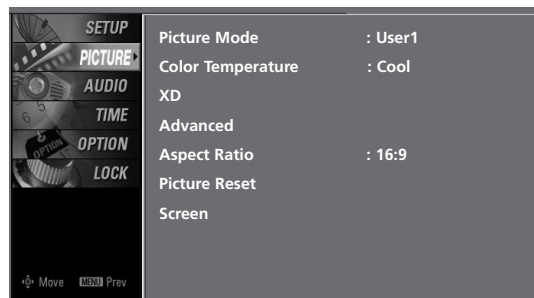 SETUP
PICTURE
AUDIO
TIME
OPTION
LOCK
Move MENU Prev
Picture Mode : User1
Color Temperature : Cool
XD
Advanced
Aspect Ratio : 16:9
Picture Reset
Screen